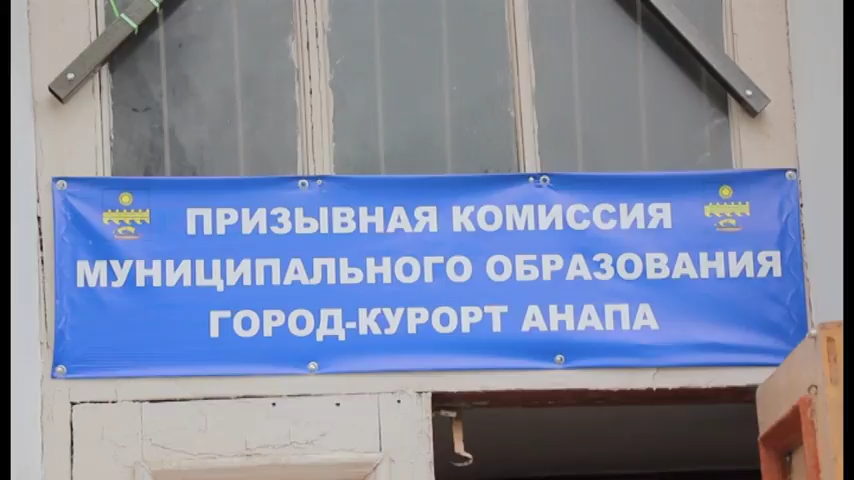 ПРИЗЫВНАЯ КОМИССИЯ
МУНИЦИПАЛЬНОГО ОБРАЗОВАНИЯ
ГОРОД-КУРОРТ АНАПА